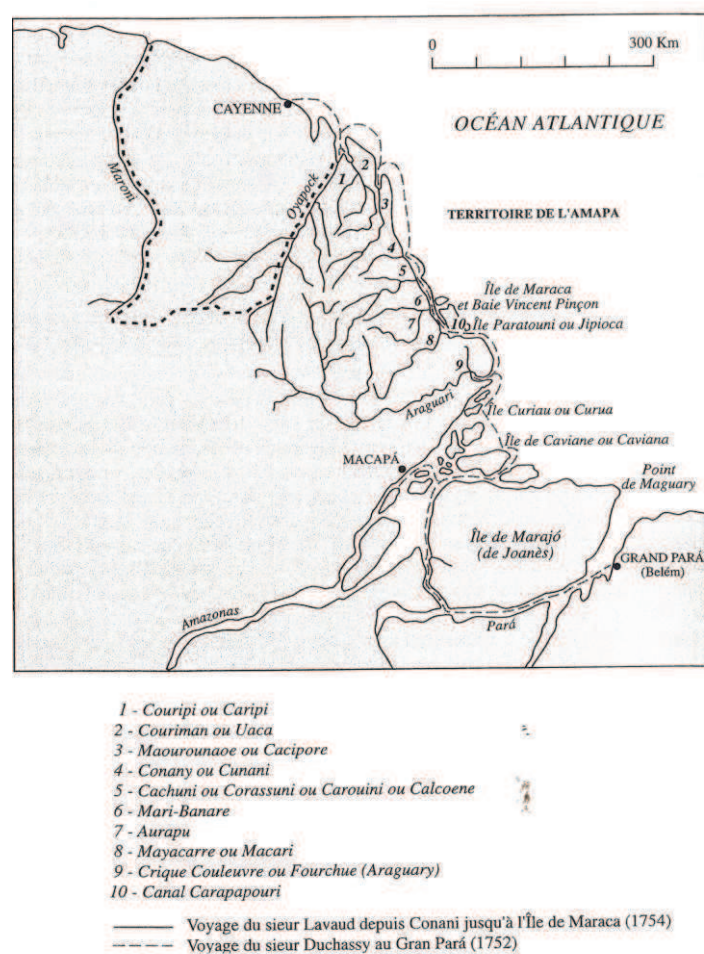 0 300 Km
CAYENNE
OCÉAN ATLANTIQUE
Maroni
Oyapock
1
2
3
TERRITOIRE DE L'AMAPA
4
5
Île de Maraca
et Baie Vincent Pinçon
6
10
Île Paratouni ou Jipioca
7
8
9
Araguari
Île Curiau ou Curua
Île de Caviane ou Caviana
MACAPÁ
Point
de Maguary
Île de Marajó
(de Joanès)
GRAND PARÁ
(Belém)
Amazonas
Pará
1 - Couripi ou Caripi
2 - Couriman ou Uaca
3 - Maourounaoe ou Cacipore
4 - Conany ou Cunani
5 - Cachuni ou Corassuni ou Carouini ou Calcoene
6 - Mari-Banare
7 - Aurapu
8 - Mayacarre ou Macari
9 - Crique Couleuvre ou Fourchue (Araguary)
10 - Canal Carapapouri
Voyage du sieur Lavaud depuis Conani jusqu'à l'Île de Maraca (1754)
Voyage du sieur Duchassy au Gran Pará (1752)